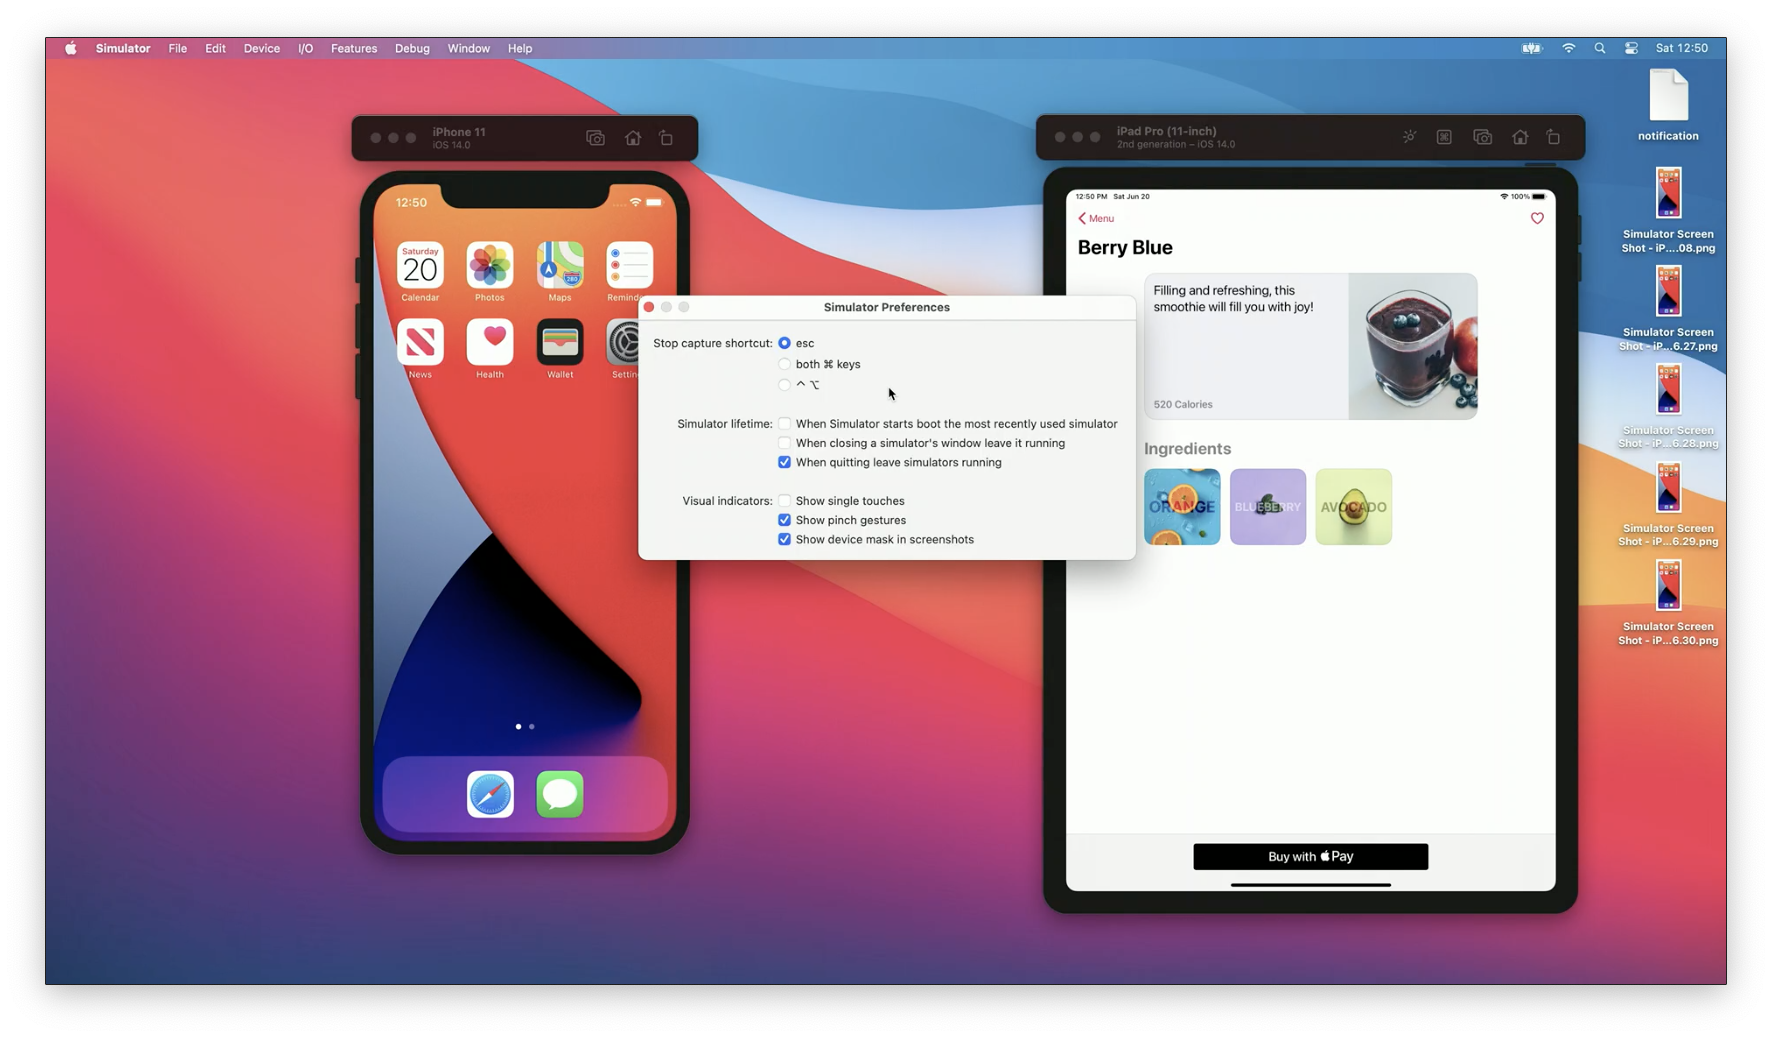 Simulator File Edit Device I/O Features Debug Window Help
Sat 12:50
iPhone 11
iOS 14.0
12:50
Saturday
20
Calendar
Photos
Maps
Remind
News
Health
Wallet
Settin
Simulator Preferences
Stop capture shortcut: esc
both ⌘ keys
^ ⌥
Simulator lifetime: When Simulator starts boot the most recently used simulator
When closing a simulator's window leave it running
When quitting leave simulators running
Visual indicators: Show single touches
Show pinch gestures
Show device mask in screenshots
iPad Pro (11-inch)
2nd generation – iOS 14.0
12:50 PM Sat Jun 20
100%
Menu
Berry Blue
Filling and refreshing, this
smoothie will fill you with joy!
520 Calories
Ingredients
ORANGE
BLUEBERRY
AVOCADO
Buy with Pay
notification
Simulator Screen
Shot - iP....08.png
Simulator Screen
Shot - iP...6.27.png
Simulator Screen
Shot - iP...6.28.png
Simulator Screen
Shot - iP...6.29.png
Simulator Screen
Shot - iP...6.30.png